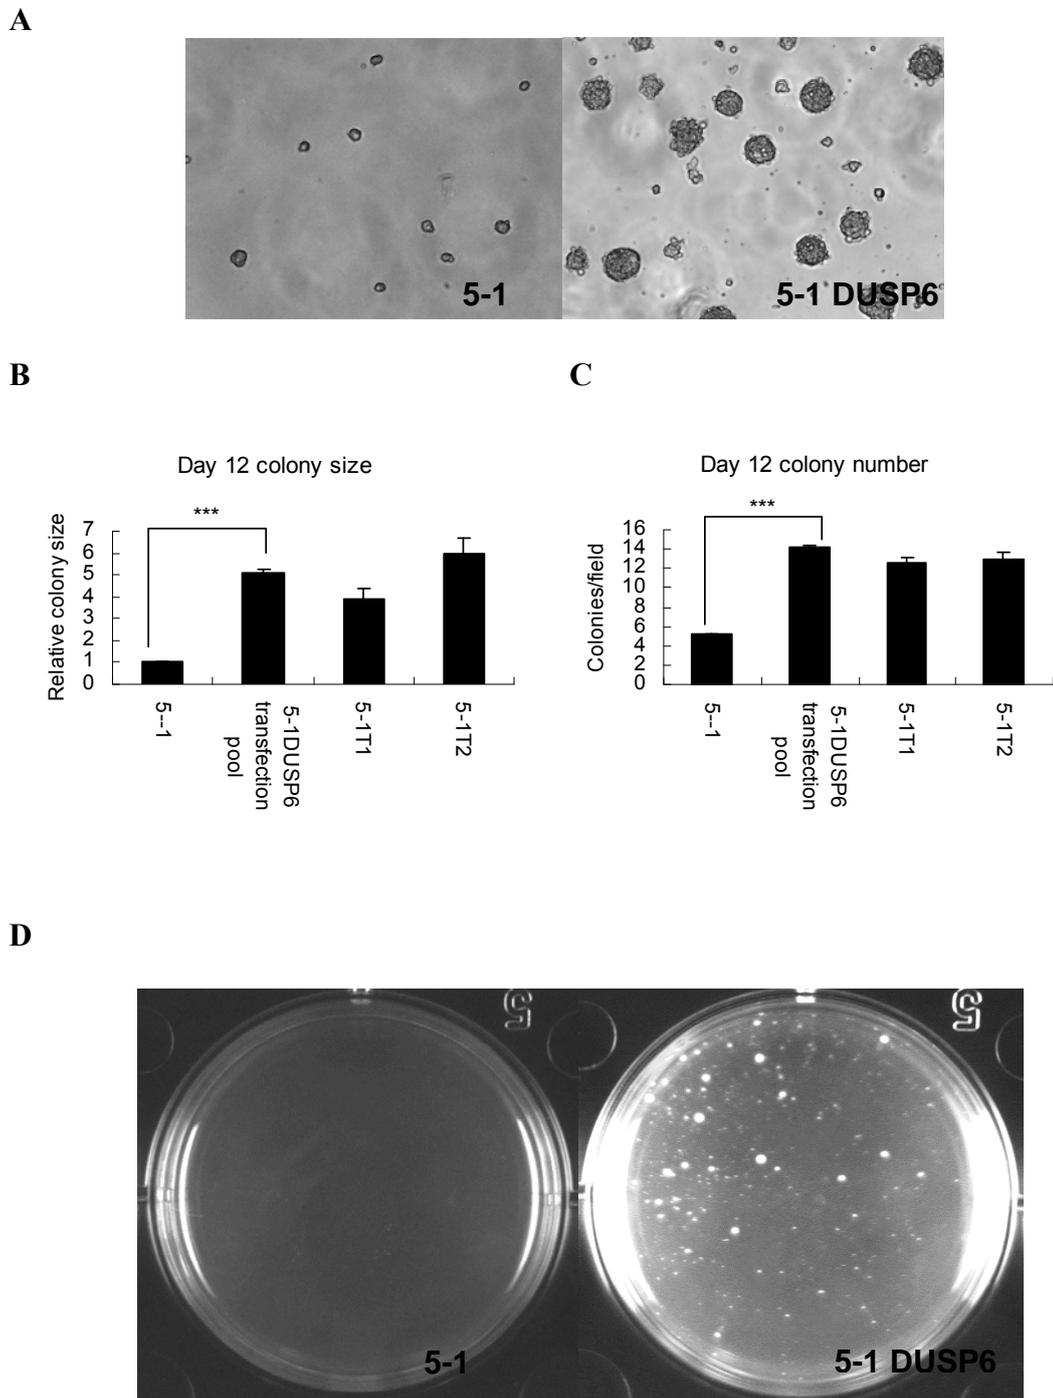 A
5-1
5-1 DUSP6
B
Day 12 colony size
Relative colony size
7
6
5
4
3
2
1
0
***
5--1
5-1DUSP6
transfection
pool
5-1T1
5-1T2
C
Day 12 colony number
Colonies/field
16
14
12
10
8
6
4
2
0
***
5--1
5-1DUSP6
transfection
pool
5-1T1
5-1T2
D
5
5
5-1
5-1 DUSP6